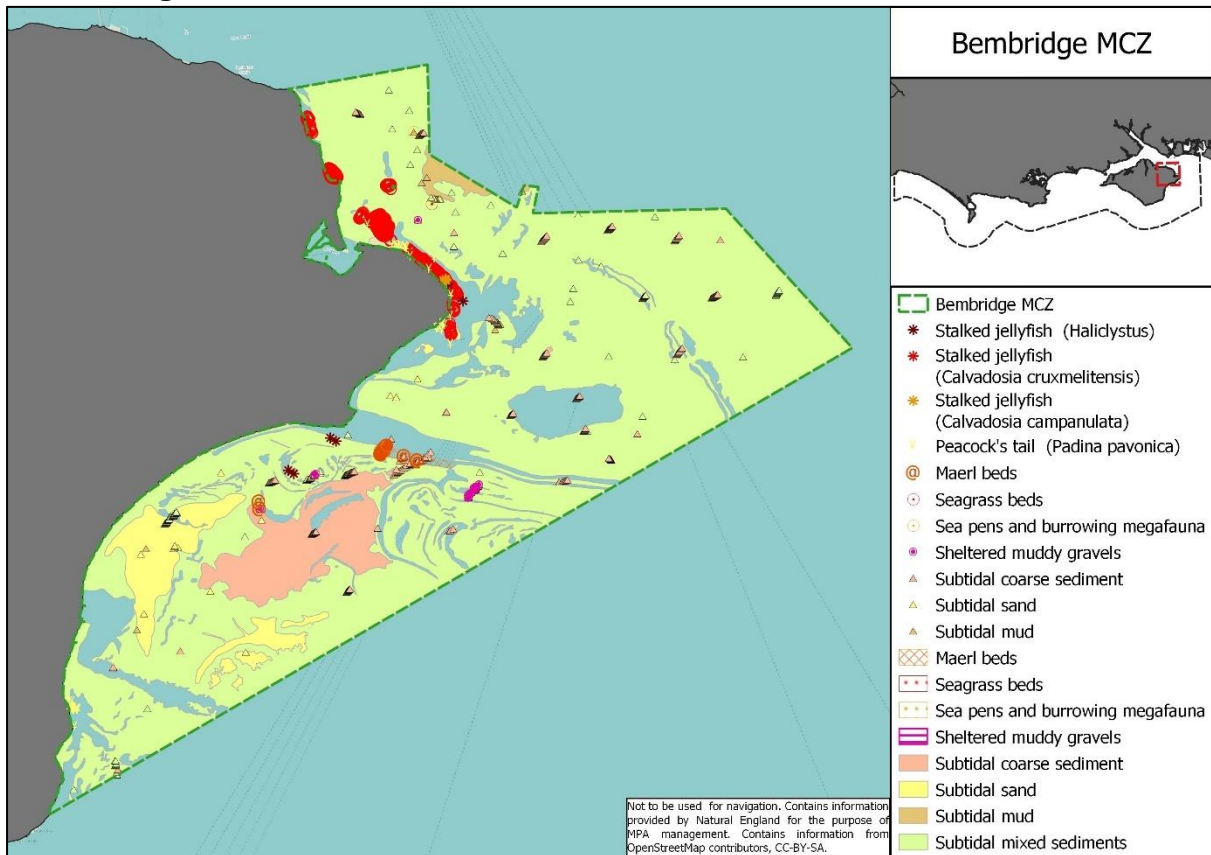 Bembridge MCZ
Bembridge MCZ
Stalked jellyfish (Haliclystus)
Stalked jellyfish
(Calvadosia cruxmelitensis)
Stalked jellyfish
(Calvadosia campanulata)
Peacock's tail (Padina pavonica)
Maerl beds
Seagrass beds
Sea pens and burrowing megafauna
Sheltered muddy gravels
Subtidal coarse sediment
Subtidal sand
Subtidal mud
Maerl beds
Seagrass beds
Sea pens and burrowing megafauna
Sheltered muddy gravels
Subtidal coarse sediment
Subtidal sand
Subtidal mud
Subtidal mixed sediments
Not to be used for navigation. Contains information
provided by Natural England for the purpose of
MPA management. Contains information from
OpenStreetMap contributors, CC-BY-SA.